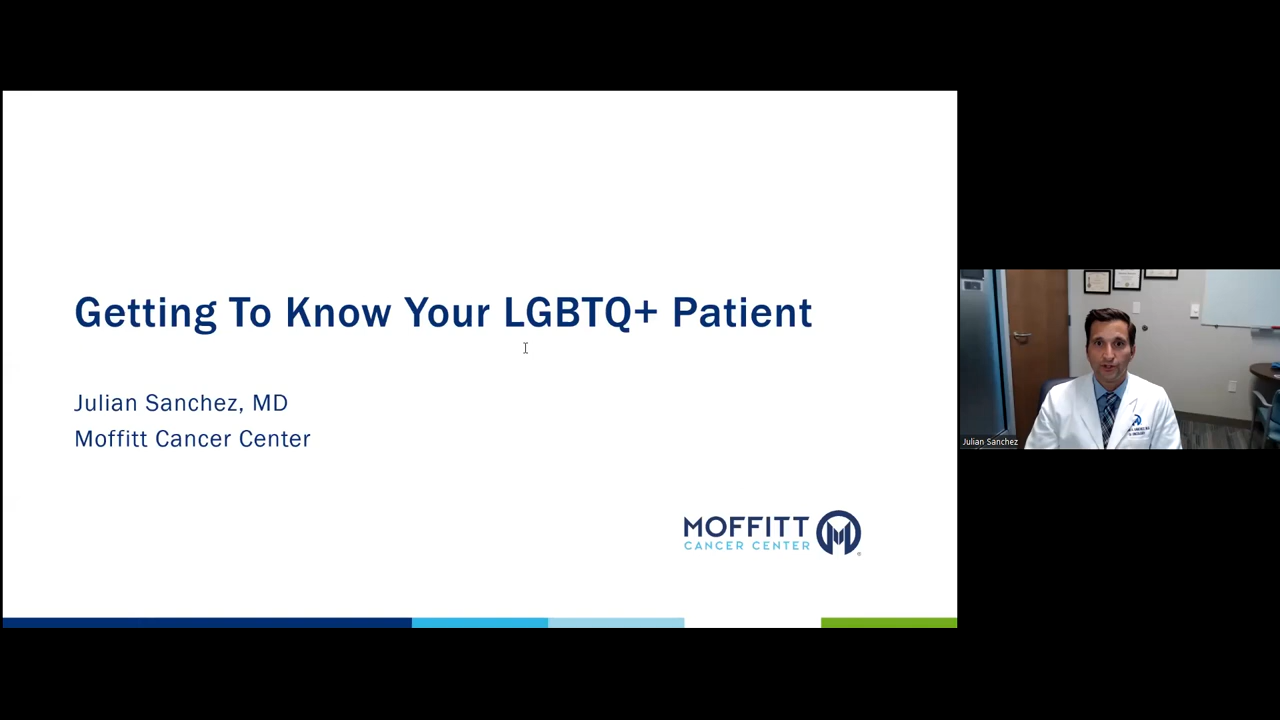 Getting To Know Your LGBTQ+ Patient
Julian Sanchez, MD
Moffitt Cancer Center
MOFFITT
CANCER CENTER
Julian Sanchez